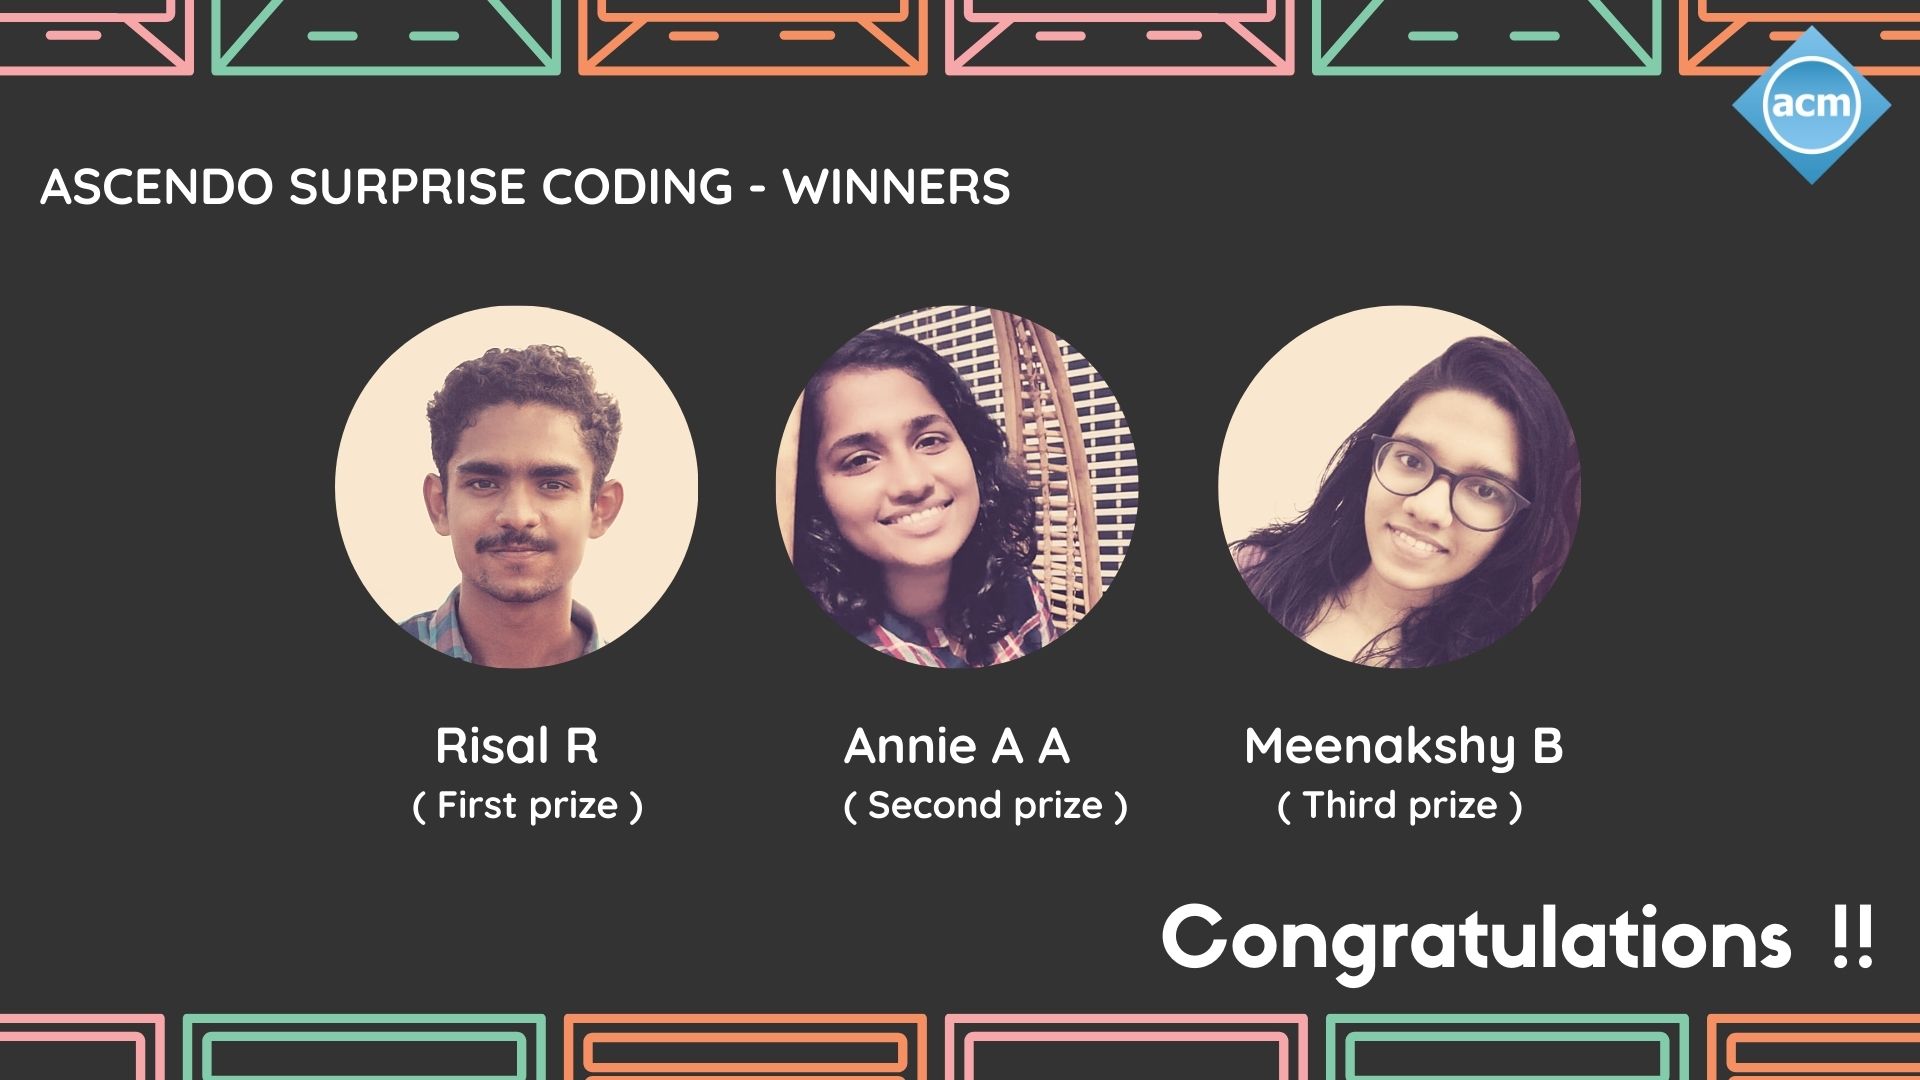 acm
ASCENDO SURPRISE CODING - WINNERS
Risal R
( First prize )
Annie A A
( Second prize )
Meenakshy B
( Third prize )
Congratulations !!